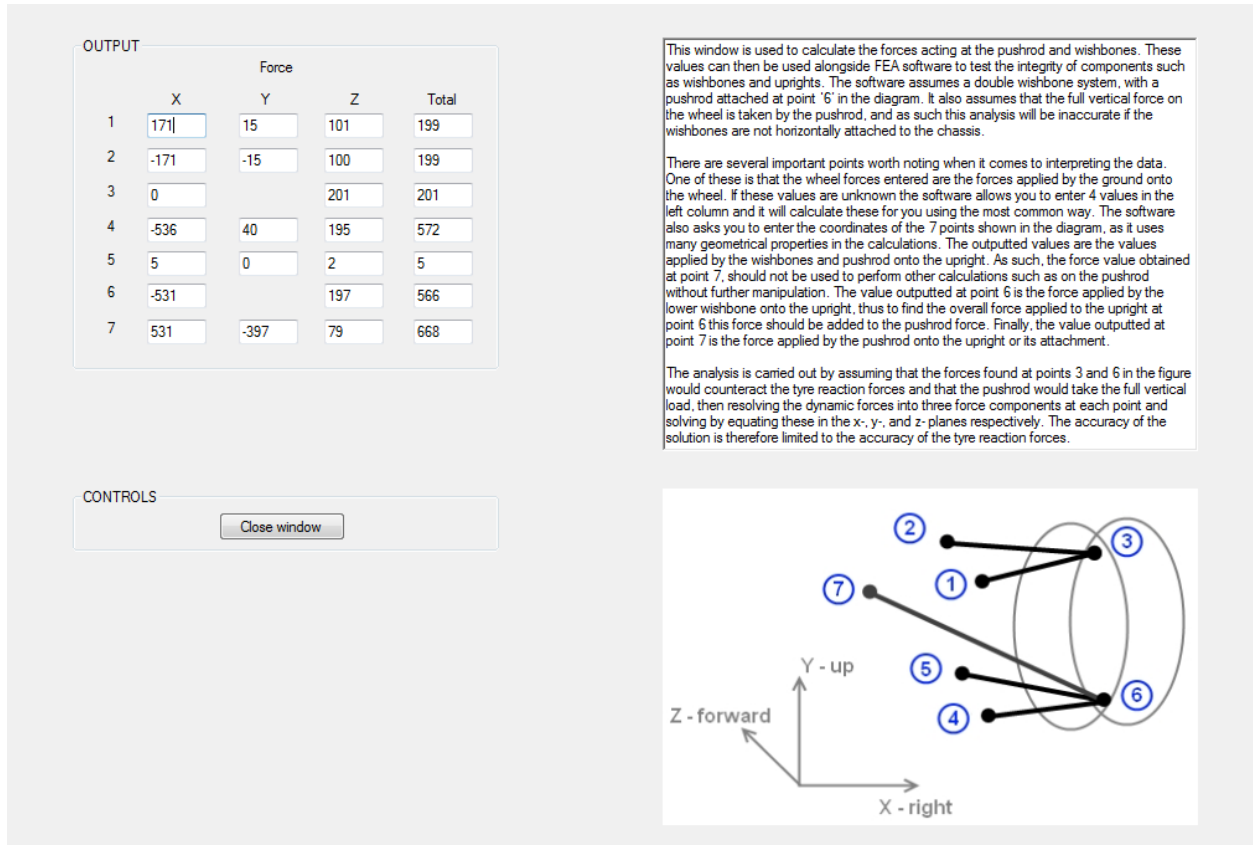 OUTPUT
Force
X Y Z Total
1 171 15 101 199
2 -171 -15 100 199
3 0 201 201
4 -536 40 195 572
5 5 0 2 5
6 -531 197 566
7 531 -397 79 668
CONTROLS
Close window
This window is used to calculate the forces acting at the pushrod and wishbones. These
values can then be used alongside FEA software to test the integrity of components such
as wishbones and uprights. The software assumes a double wishbone system, with a
pushrod attached at point '6' in the diagram. It also assumes that the full vertical force on
the wheel is taken by the pushrod, and as such this analysis will be inaccurate if the
wishbones are not horizontally attached to the chassis.
There are several important points worth noting when it comes to interpreting the data.
One of these is that the wheel forces entered are the forces applied by the ground onto
the wheel. If these values are unknown the software allows you to enter 4 values in the
left column and it will calculate these for you using the most common way. The software
also asks you to enter the coordinates of the 7 points shown in the diagram, as it uses
many geometrical properties in the calculations. The outputted values are the values
applied by the wishbones and pushrod onto the upright. As such, the force value obtained
at point 7, should not be used to perform other calculations such as on the pushrod
without further manipulation. The value outputted at point 6 is the force applied by the
lower wishbone onto the upright, thus to find the overall force applied to the upright at
point 6 this force should be added to the pushrod force. Finally, the value outputted at
point 7 is the force applied by the pushrod onto the upright or its attachment.
The analysis is carried out by assuming that the forces found at points 3 and 6 in the figure
would counteract the tyre reaction forces and that the pushrod would take the full vertical
load, then resolving the dynamic forces into three force components at each point and
solving by equating these in the x-, y-, and z- planes respectively. The accuracy of the
solution is therefore limited to the accuracy of the tyre reaction forces.
2
3
1
7
Y - up
5
6
Z - forward
4
X - right